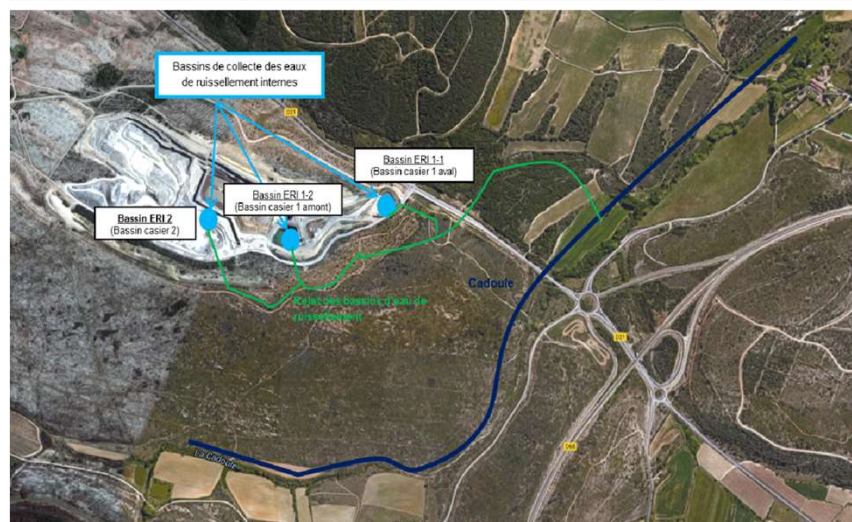 Bassins de collecte des eaux
de ruissellement internes
D21
Bassin ERI 1-1
(Bassin casier 1 aval)
Bassin ERI 1-2
(Bassin casier 1 amont)
Bassin ERI 2
(Bassin casier 2)
Cadoule
Rejet des bassins d'eau de
ruissellement
D21
D68
La Cadoule